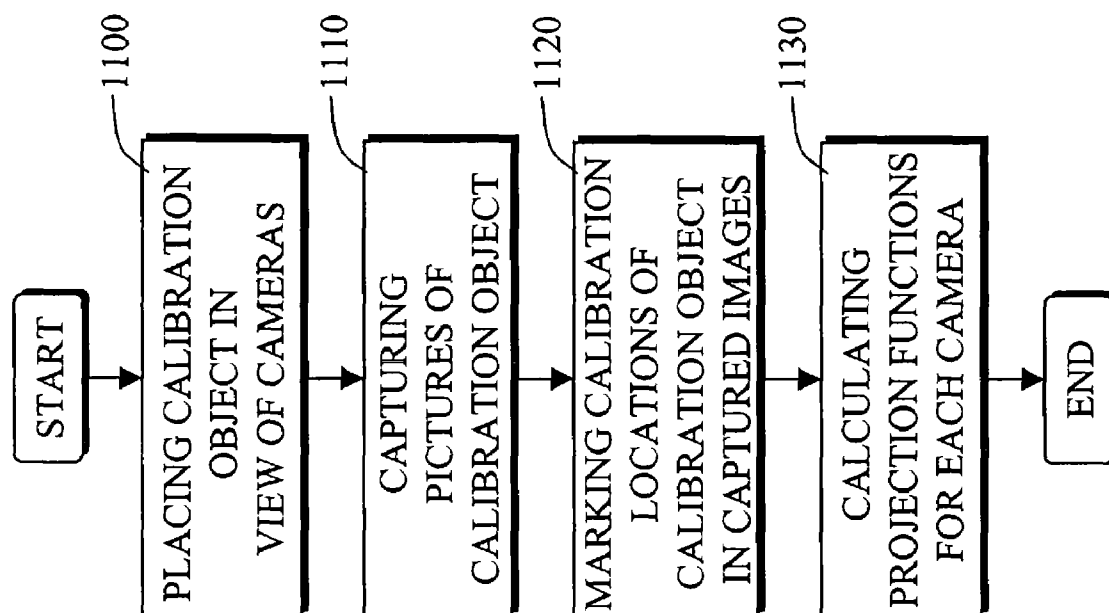 START
1100
PLACING CALIBRATION
OBJECT IN
VIEW OF CAMERAS
1110
CAPTURING
PICTURES OF
CALIBRATION OBJECT
1120
MARKING CALIBRATION
LOCATIONS OF
CALIBRATION OBJECT
IN CAPTURED IMAGES
1130
CALCULATING
PROJECTION FUNCTIONS
FOR EACH CAMERA
END